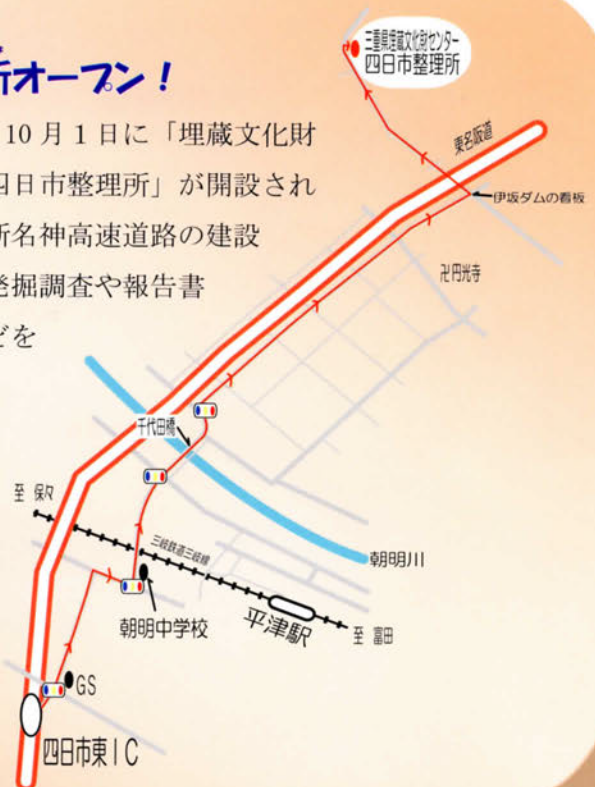 所オープン！
10月1日に「埋蔵文化財
四日市整理所」が開設され
新名神高速道路の建設
発掘調査や報告書
どを
三重県埋蔵文化財センター
四日市整理所
東名阪道
伊坂ダムの看板
卍円光寺
千代田橋
至 保々
三岐鉄道三岐線
朝明川
朝明中学校
平津駅
至 富田
GS
四日市東IC